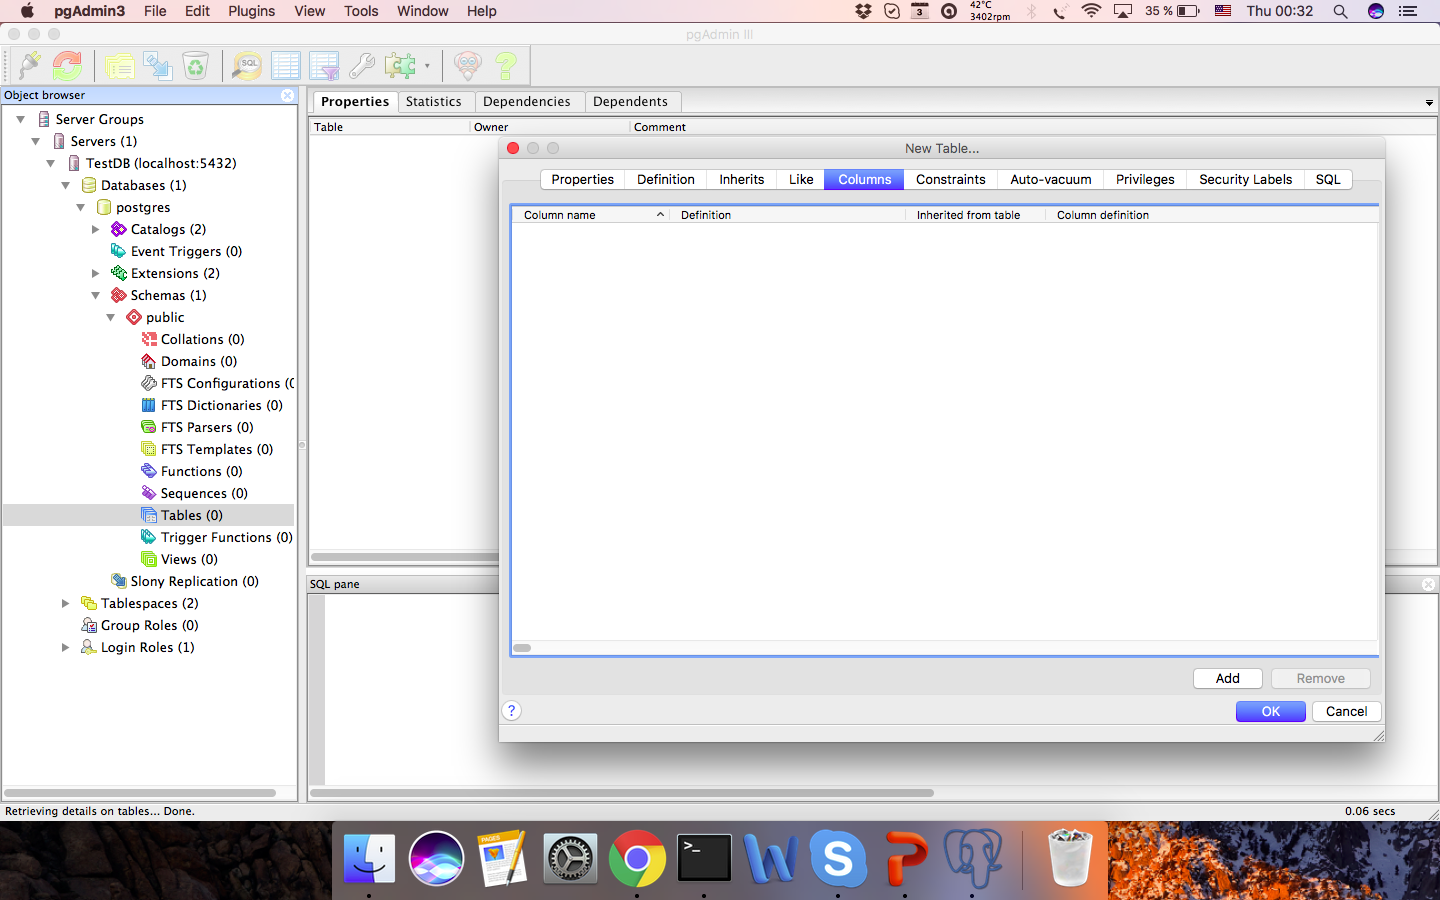 pgAdmin3 File Edit Plugins View Tools Window Help 3 42°C 3402rpm 35 % Thu 00:32
pgAdmin III
SQL
Object browser
Properties Statistics Dependencies Dependents
Table Owner Comment
Server Groups
Servers (1)
TestDB (localhost:5432)
Databases (1)
postgres
Catalogs (2)
Event Triggers (0)
Extensions (2)
Schemas (1)
public
Collations (0)
Domains (0)
FTS Configurations (0
FTS Dictionaries (0)
FTS Parsers (0)
FTS Templates (0)
Functions (0)
Sequences (0)
Tables (0)
Trigger Functions (0)
Views (0)
Slony Replication (0)
Tablespaces (2)
Group Roles (0)
Login Roles (1)
New Table...
Properties Definition Inherits Like Columns Constraints Auto-vacuum Privileges Security Labels SQL
Column name Definition Inherited from table Column definition
Add Remove
? OK Cancel
SQL pane
Retrieving details on tables... Done. 0.06 secs
PAGES
>_
W S P